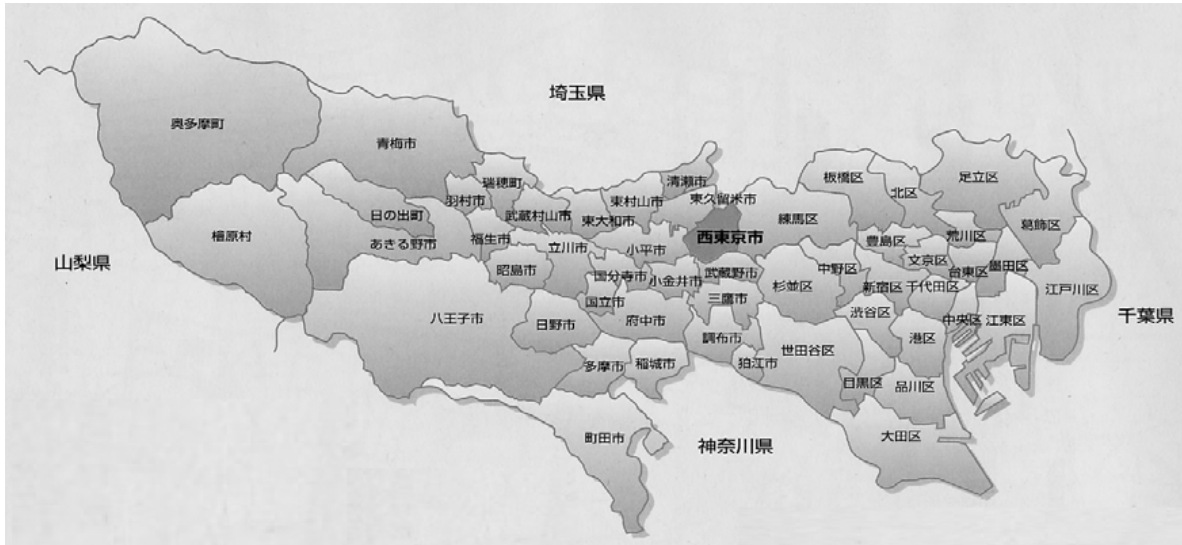 埼玉県
奥多摩町
青梅市
瑞穂町
清瀬市
羽村市
武蔵村山市
東大和市
東村山市
東久留米市
板橋区
北区
足立区
檜原村
日の出町
あきる野市
福生市
立川市
小平市
西東京市
練馬区
豊島区
荒川区
葛飾区
山梨県
昭島市
国分寺市
小金井市
武蔵野市
杉並区
中野区
新宿区
文京区
台東区
墨田区
江戸川区
八王子市
日野市
国立市
府中市
三鷹市
渋谷区
千代田区
中央区
江東区
千葉県
多摩市
稲城市
調布市
狛江市
世田谷区
目黒区
港区
品川区
町田市
神奈川県
大田区